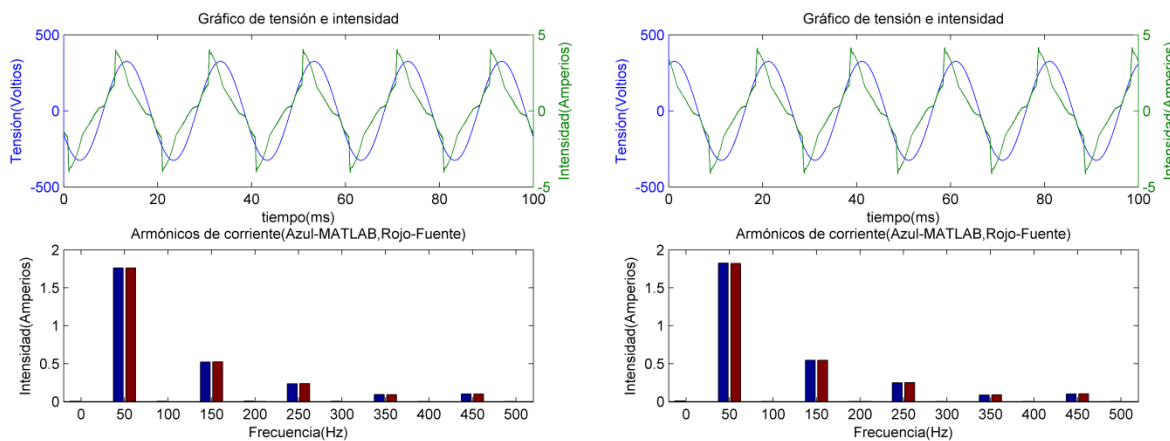 Gráfico de tensión e intensidad
500
0
-500
Tensión(Voltios)
5
0
-5
Intensidad(Amperios)
0 20 40 60 80 100
tiempo(ms)
Armónicos de corriente(Azul-MATLAB,Rojo-Fuente)
2
1.5
1
0.5
0
Intensidad(Amperios)
0 50 100 150 200 250 300 350 400 450 500
Frecuencia(Hz)
Gráfico de tensión e intensidad
500
0
-500
Tensión(Voltios)
5
0
-5
Intensidad(Amperios)
0 20 40 60 80 100
tiempo(ms)
Armónicos de corriente(Azul-MATLAB,Rojo-Fuente)
2
1.5
1
0.5
0
Intensidad(Amperios)
0 50 100 150 200 250 300 350 400 450 500
Frecuencia(Hz)